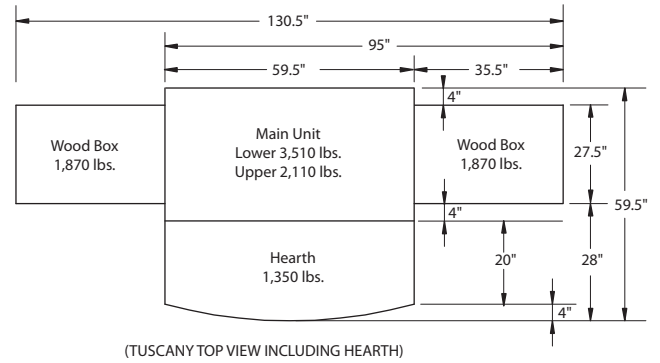 130.5"
95"
59.5"
35.5"
4"
Wood Box
1,870 lbs.
Main Unit
Lower 3,510 lbs.
Upper 2,110 lbs.
Wood Box
1,870 lbs.
27.5"
59.5"
4"
Hearth
1,350 lbs.
20"
28"
4"
(TUSCANY TOP VIEW INCLUDING HEARTH)